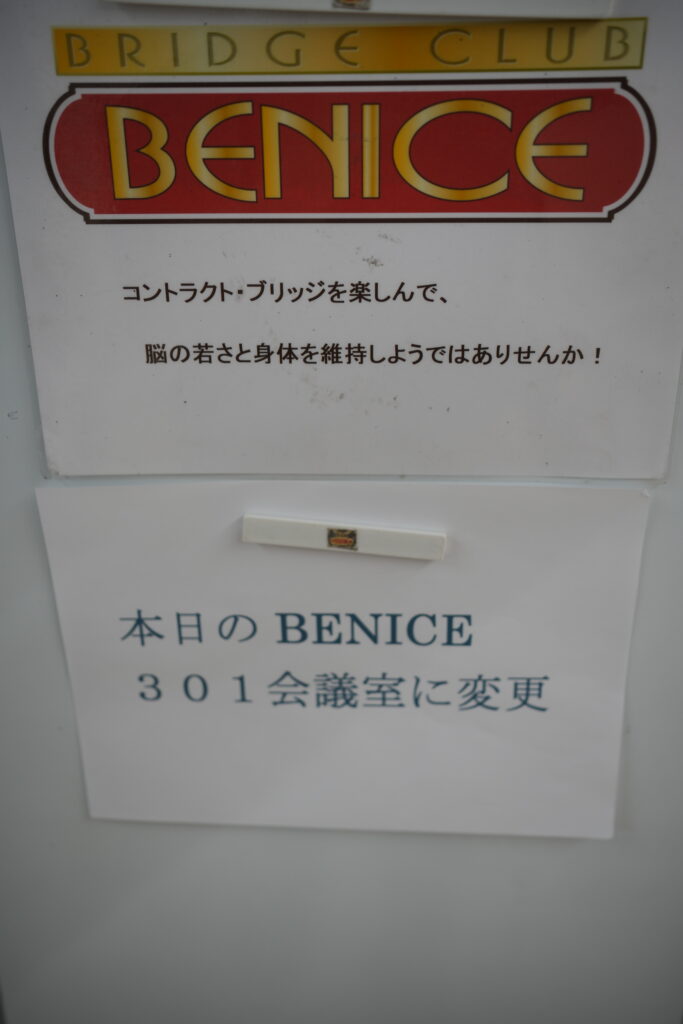 BRIDGE CLUB
BENICE
コントラクト・ブリッジを楽しんで、
脳の若さと身体を維持しようではありせんか！
本日の BENICE
３０１会議室に変更